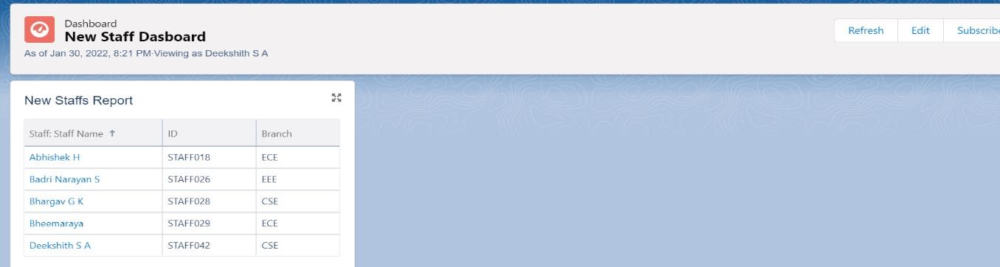 Dashboard
New Staff Dasboard
As of Jan 30, 2022, 8:21 PM·Viewing as Deekshith S A
Refresh Edit Subscribe
New Staffs Report
Staff: Staff Name ↑ ID Branch
Abhishek H STAFF018 ECE
Badri Narayan S STAFF026 EEE
Bhargav G K STAFF028 CSE
Bheemaraya STAFF029 ECE
Deekshith S A STAFF042 CSE